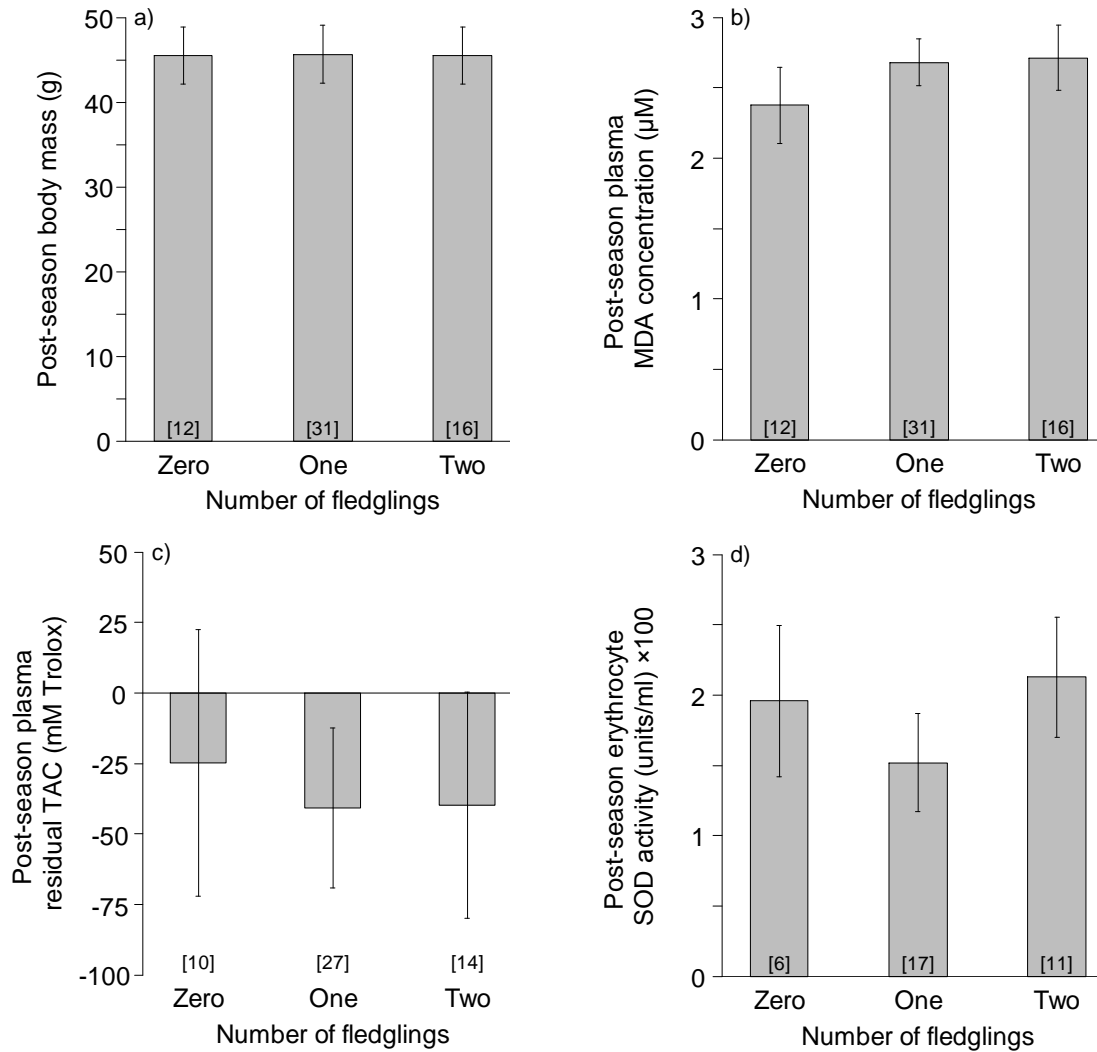 a)
Post-season body mass (g)
50
40
30
20
10
0
[12] [31] [16]
Zero One Two
Number of fledglings
b)
Post-season plasma
MDA concentration (µM)
3
2
1
0
[12] [31] [16]
Zero One Two
Number of fledglings
c)
Post-season plasma
residual TAC (mM Trolox)
50
25
0
-25
-50
-75
-100
[10] [27] [14]
Zero One Two
Number of fledglings
d)
Post-season erythrocyte
SOD activity (units/ml) ×100
3
2
1
0
[6] [17] [11]
Zero One Two
Number of fledglings